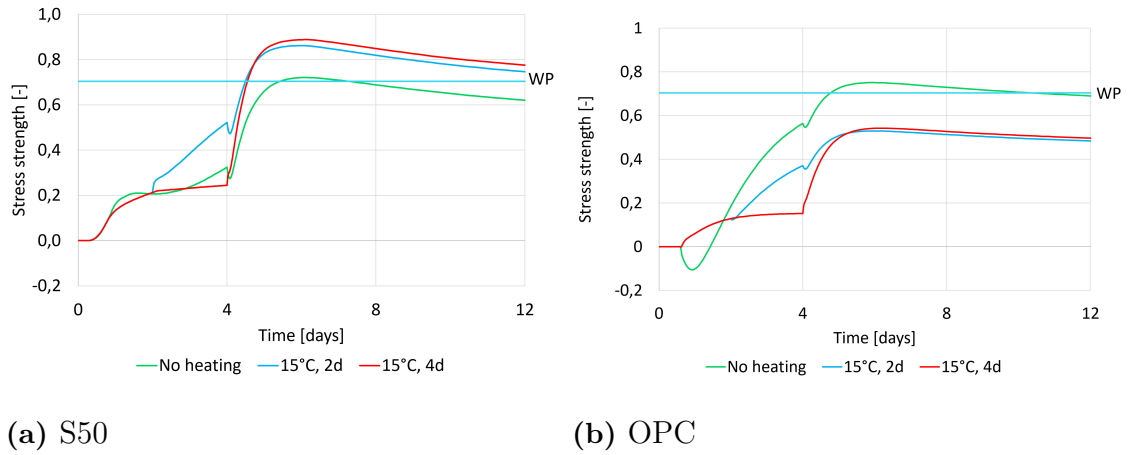 1,0
0,8
0,6
0,4
0,2
0,0
-0,2
Stress strength [-]
WP
0 4 8 12
Time [days]
No heating 15°C, 2d 15°C, 4d
(a) S50
1
0,8
0,6
0,4
0,2
0
-0,2
Stress strength [-]
WP
0 4 8 12
Time [days]
No heating 15°C, 2d 15°C, 4d
(b) OPC